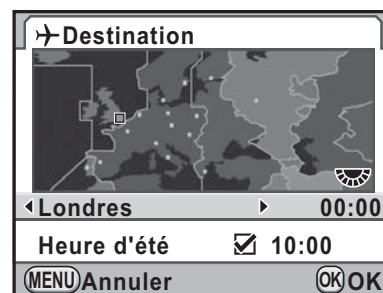 Destination
Londres 00:00
Heure d'été 10:00
MENU Annuler OK OK